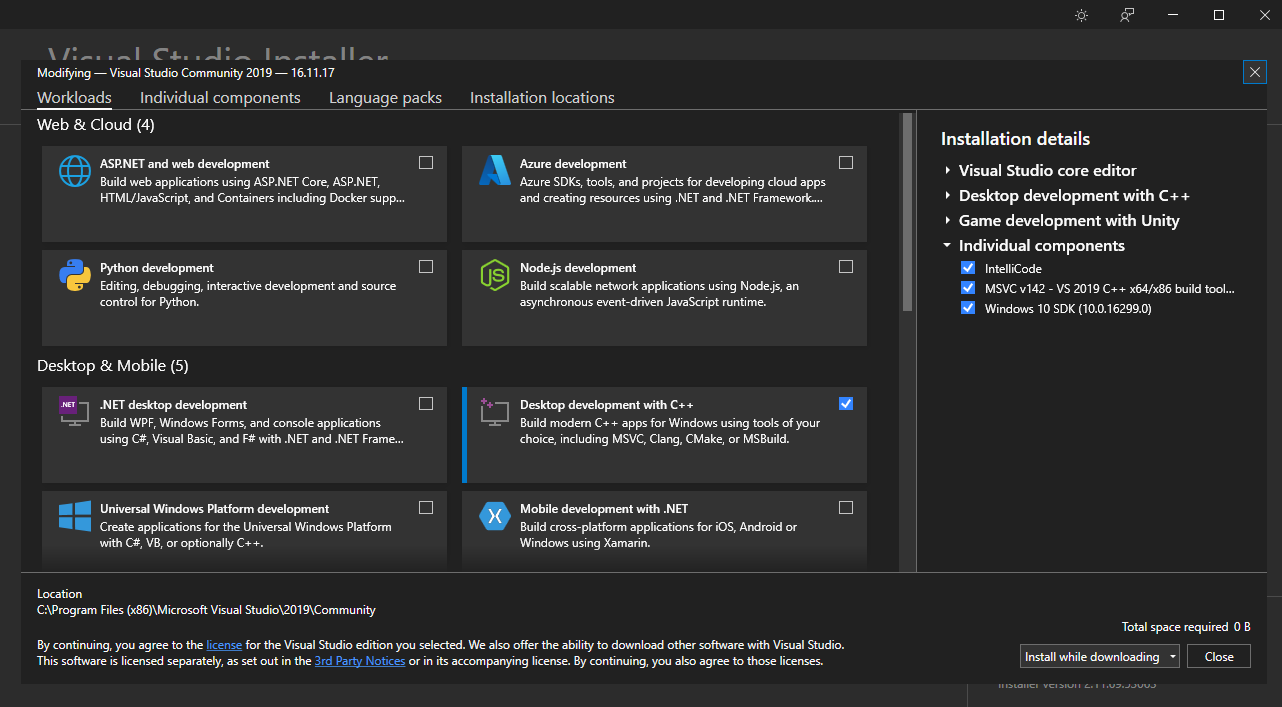 Visual Studio Installer
Modifying — Visual Studio Community 2019 — 16.11.17
Workloads Individual components Language packs Installation locations
Web & Cloud (4)
ASP.NET and web development
Build web applications using ASP.NET Core, ASP.NET,
HTML/JavaScript, and Containers including Docker supp...
Azure development
Azure SDKs, tools, and projects for developing cloud apps
and creating resources using .NET and .NET Framework....
Python development
Editing, debugging, interactive development and source
control for Python.
JS
Node.js development
Build scalable network applications using Node.js, an
asynchronous event-driven JavaScript runtime.
Desktop & Mobile (5)
.NET
.NET desktop development
Build WPF, Windows Forms, and console applications
using C#, Visual Basic, and F# with .NET and .NET Frame...
Desktop development with C++
Build modern C++ apps for Windows using tools of your
choice, including MSVC, Clang, CMake, or MSBuild.
Universal Windows Platform development
Create applications for the Universal Windows Platform
with C#, VB, or optionally C++.
Mobile development with .NET
Build cross-platform applications for iOS, Android or
Windows using Xamarin.
Installation details
Visual Studio core editor
Desktop development with C++
Game development with Unity
Individual components
IntelliCode
MSVC v142 - VS 2019 C++ x64/x86 build tool...
Windows 10 SDK (10.0.16299.0)
Location
C:\Program Files (x86)\Microsoft Visual Studio\2019\Community
By continuing, you agree to the license for the Visual Studio edition you selected. We also offer the ability to download other software with Visual Studio.
This software is licensed separately, as set out in the 3rd Party Notices or in its accompanying license. By continuing, you also agree to those licenses.
Total space required 0 B
Install while downloading
Close